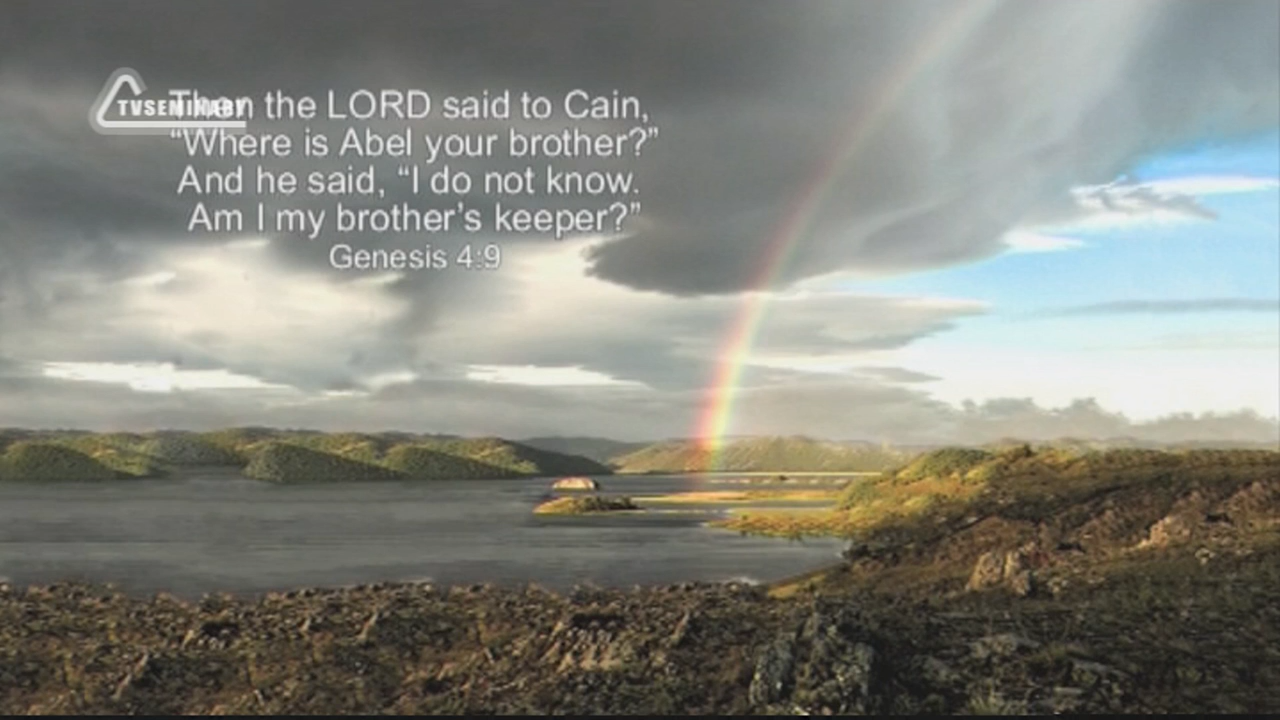 TVSEMINARY
Then the LORD said to Cain,
“Where is Abel your brother?”
And he said, “I do not know.
Am I my brother’s keeper?”
Genesis 4:9